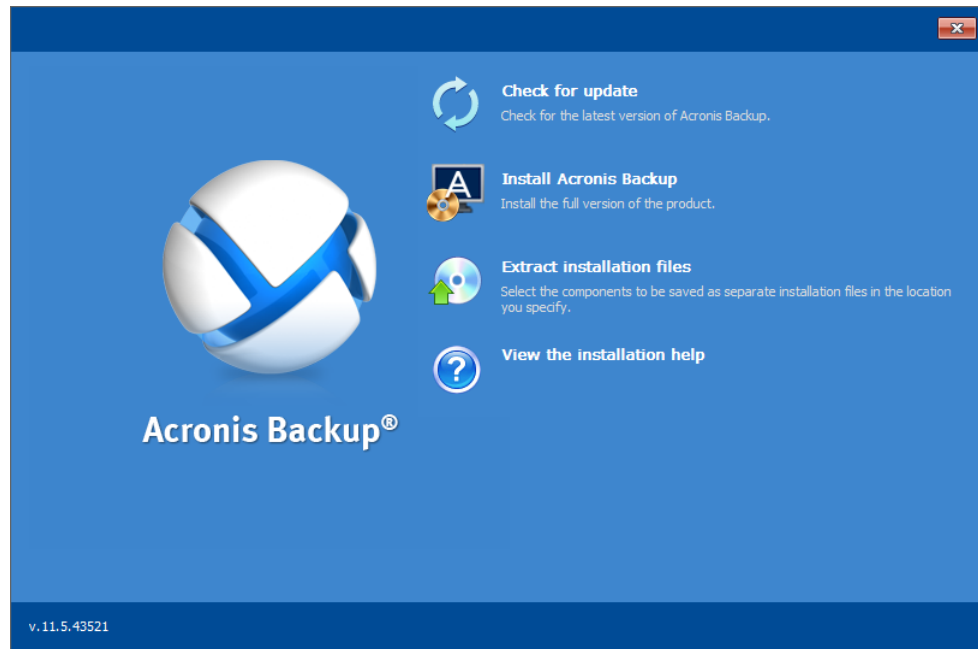 Check for update
Check for the latest version of Acronis Backup.
Install Acronis Backup
Install the full version of the product.
Extract installation files
Select the components to be saved as separate installation files in the location
you specify.
View the installation help
Acronis Backup®
v.11.5.43521